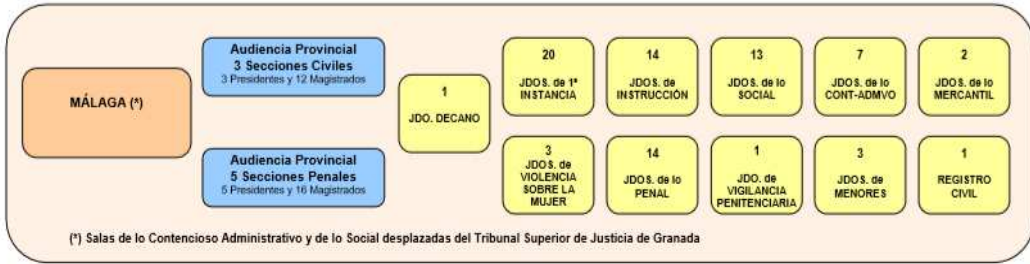 MÁLAGA (*)
Audiencia Provincial
3 Secciones Civiles
3 Presidentes y 12 Magistrados
Audiencia Provincial
5 Secciones Penales
5 Presidentes y 16 Magistrados
1
JDO. DECANO
20
JDOS. de 1ª
INSTANCIA
14
JDOS. de
INSTRUCCIÓN
13
JDOS. de lo
SOCIAL
7
JDOS. de lo
CONT-ADMVO
2
JDOS. de lo
MERCANTIL
3
JDOS. de
VIOLENCIA
SOBRE LA
MUJER
14
JDOS. de lo
PENAL
1
JDO. de
VIGILANCIA
PENITENCIARIA
3
JDOS. de
MENORES
1
REGISTRO
CIVIL
(*) Salas de lo Contencioso Administrativo y de lo Social desplazadas del Tribunal Superior de Justicia de Granada